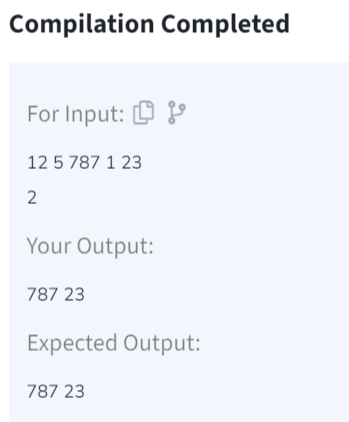 Compilation Completed
For Input:
12 5 787 1 23
2
Your Output:
787 23
Expected Output:
787 23